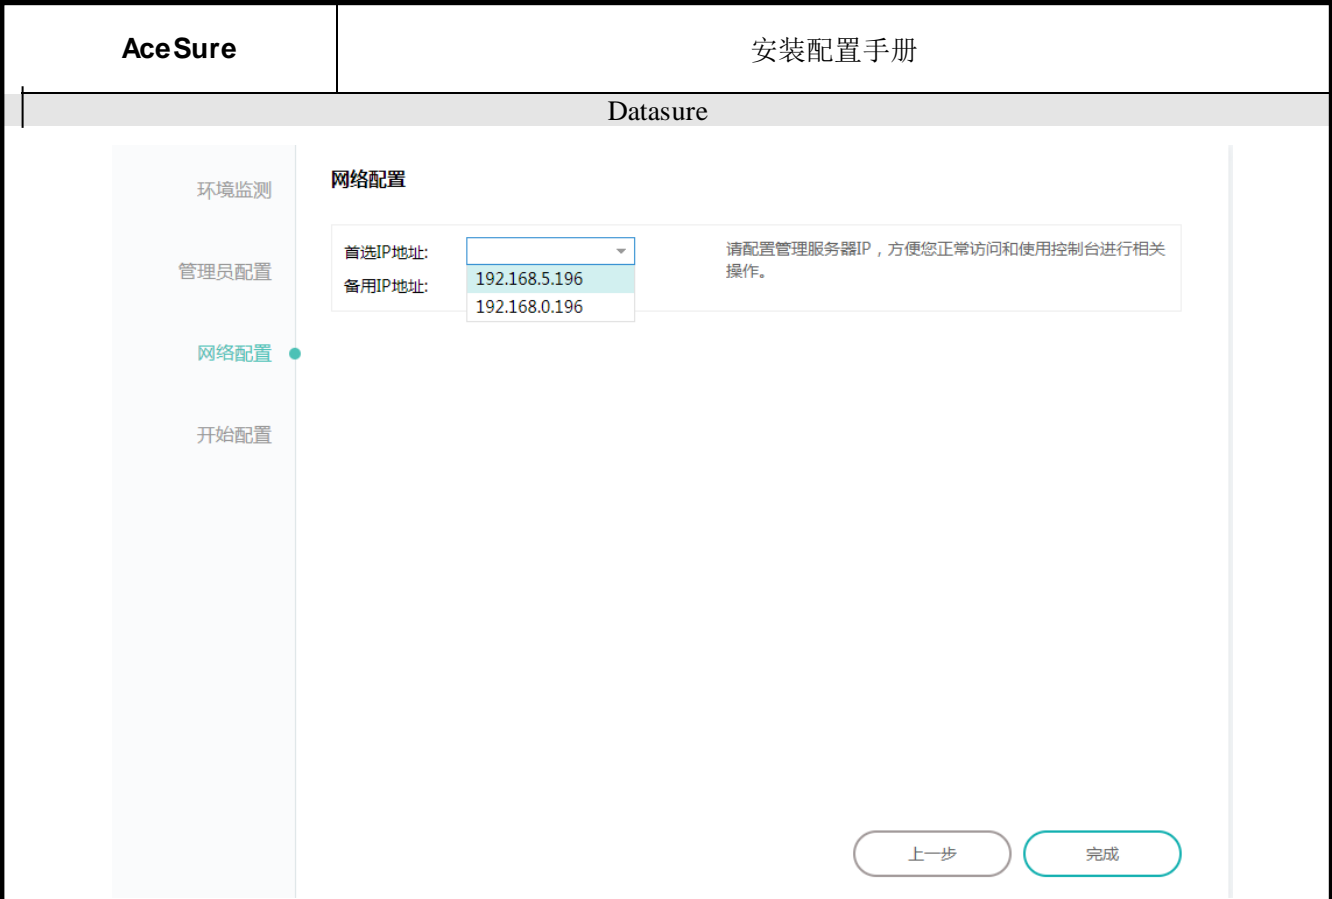 AceSure
安装配置手册
Datasure
环境监测
管理员配置
网络配置
开始配置
网络配置
首选IP地址:
192.168.5.196
192.168.0.196
备用IP地址:
请配置管理服务器IP，方便您正常访问和使用控制台进行相关
操作。
上一步
完成